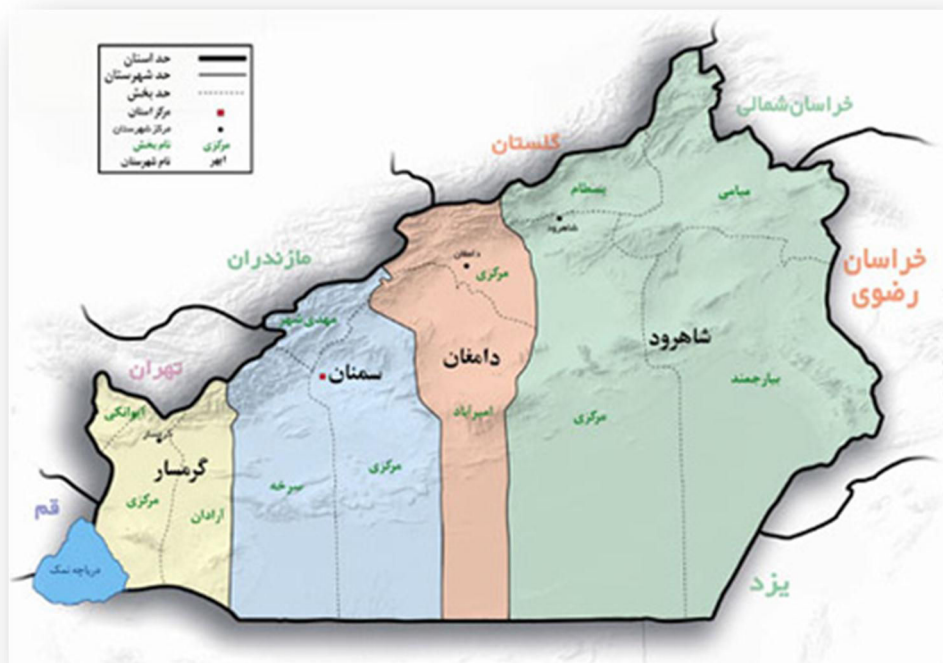 حد استان
حد شهرستان
حد بخش
مرکز استان
مرکز شهرستان
نام بخش
مرکزی
نام شهرستان
ابهر
خراسان شمالی
گلستان
بسطام
میامی
شاهرود
مازندران
دامغان
مرکزی
خراسان
رضوی
مهدی شهر
شاهرود
دامغان
سمنان
تهران
بیارجمند
ایوانکی
امیرآباد
مرکزی
گرمسار
گرمسار
مرکزی
سرخه
مرکزی
آرادان
قم
دریاچه نمک
یزد